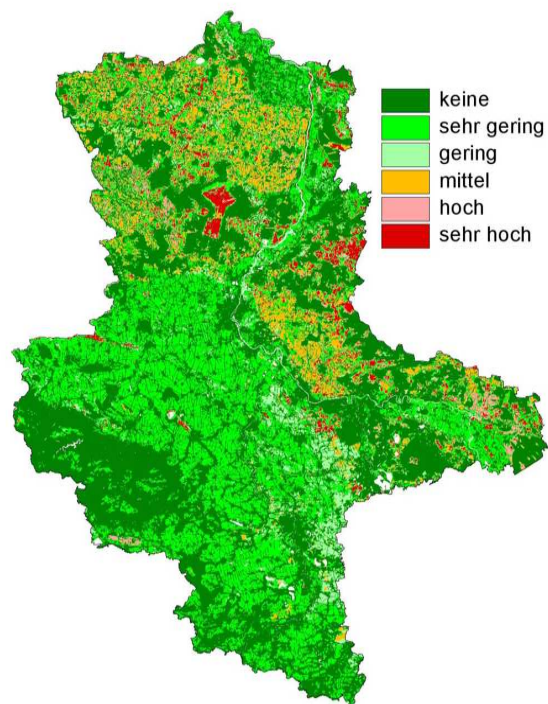 keine
sehr gering
gering
mittel
hoch
sehr hoch